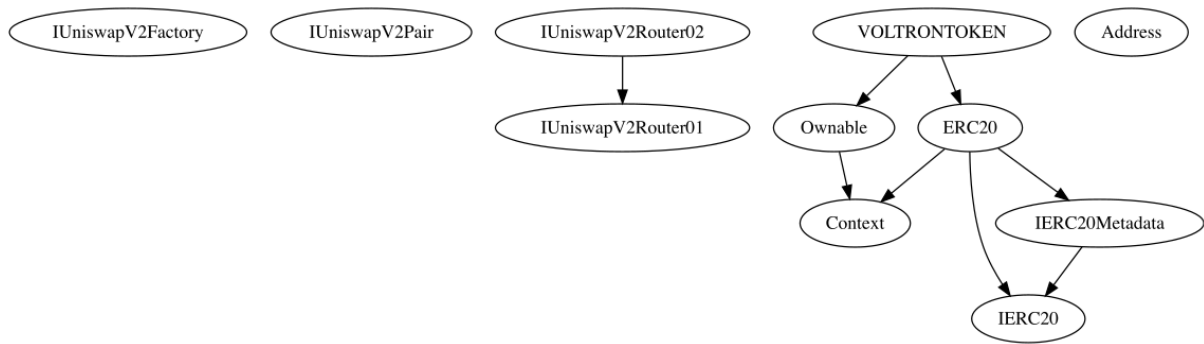 IUniswapV2Factory
IUniswapV2Pair
IUniswapV2Router02
VOLTRONTOKEN
Address
IUniswapV2Router01
Ownable
ERC20
Context
IERC20Metadata
IERC20